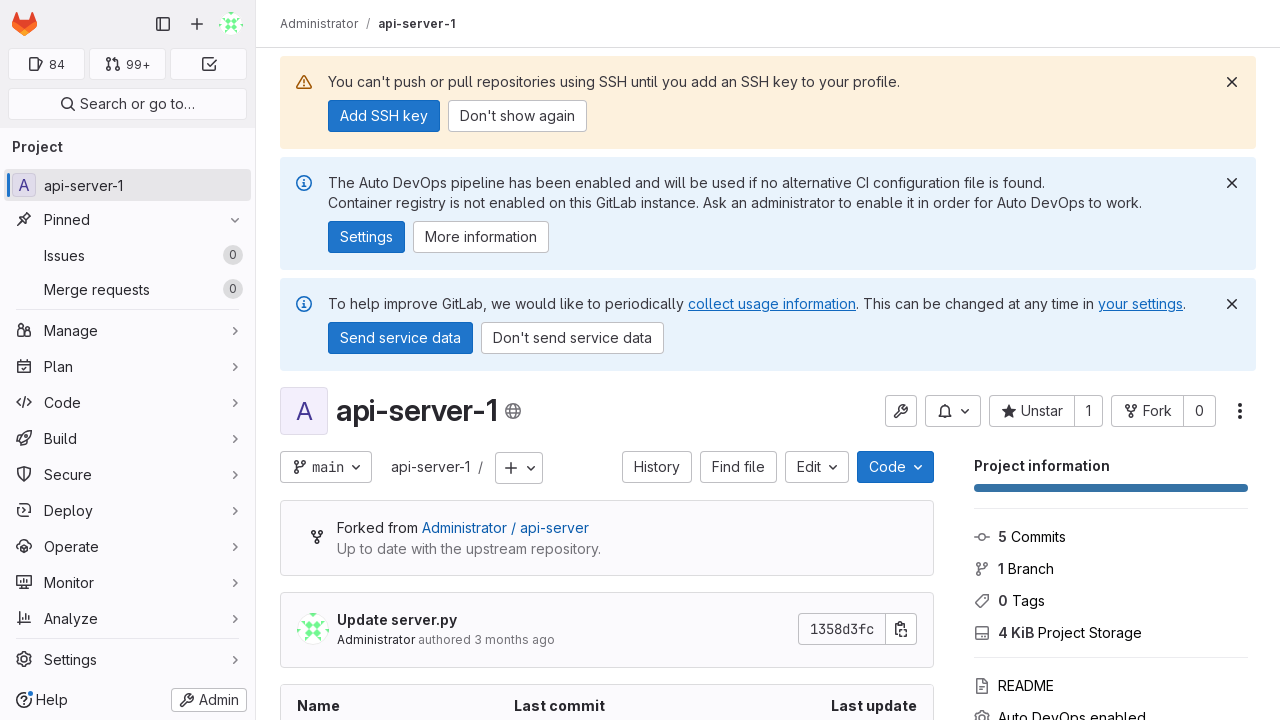 Administrator / api-server-1
84
99+
Search or go to…
Project
A api-server-1
Pinned
Issues 0
Merge requests 0
Manage
Plan
Code
Build
Secure
Deploy
Operate
Monitor
Analyze
Settings
Help
Admin
You can't push or pull repositories using SSH until you add an SSH key to your profile.
Add SSH key
Don't show again
The Auto DevOps pipeline has been enabled and will be used if no alternative CI configuration file is found.
Container registry is not enabled on this GitLab instance. Ask an administrator to enable it in order for Auto DevOps to work.
Settings
More information
To help improve GitLab, we would like to periodically collect usage information. This can be changed at any time in your settings.
Send service data
Don't send service data
A api-server-1
Unstar 1
Fork 0
main
api-server-1 /
History
Find file
Edit
Code
Forked from Administrator / api-server
Up to date with the upstream repository.
Update server.py
Administrator authored 3 months ago
1358d3fc
Name Last commit Last update
Project information
5 Commits
1 Branch
0 Tags
4 KiB Project Storage
README
Auto DevOps enabled